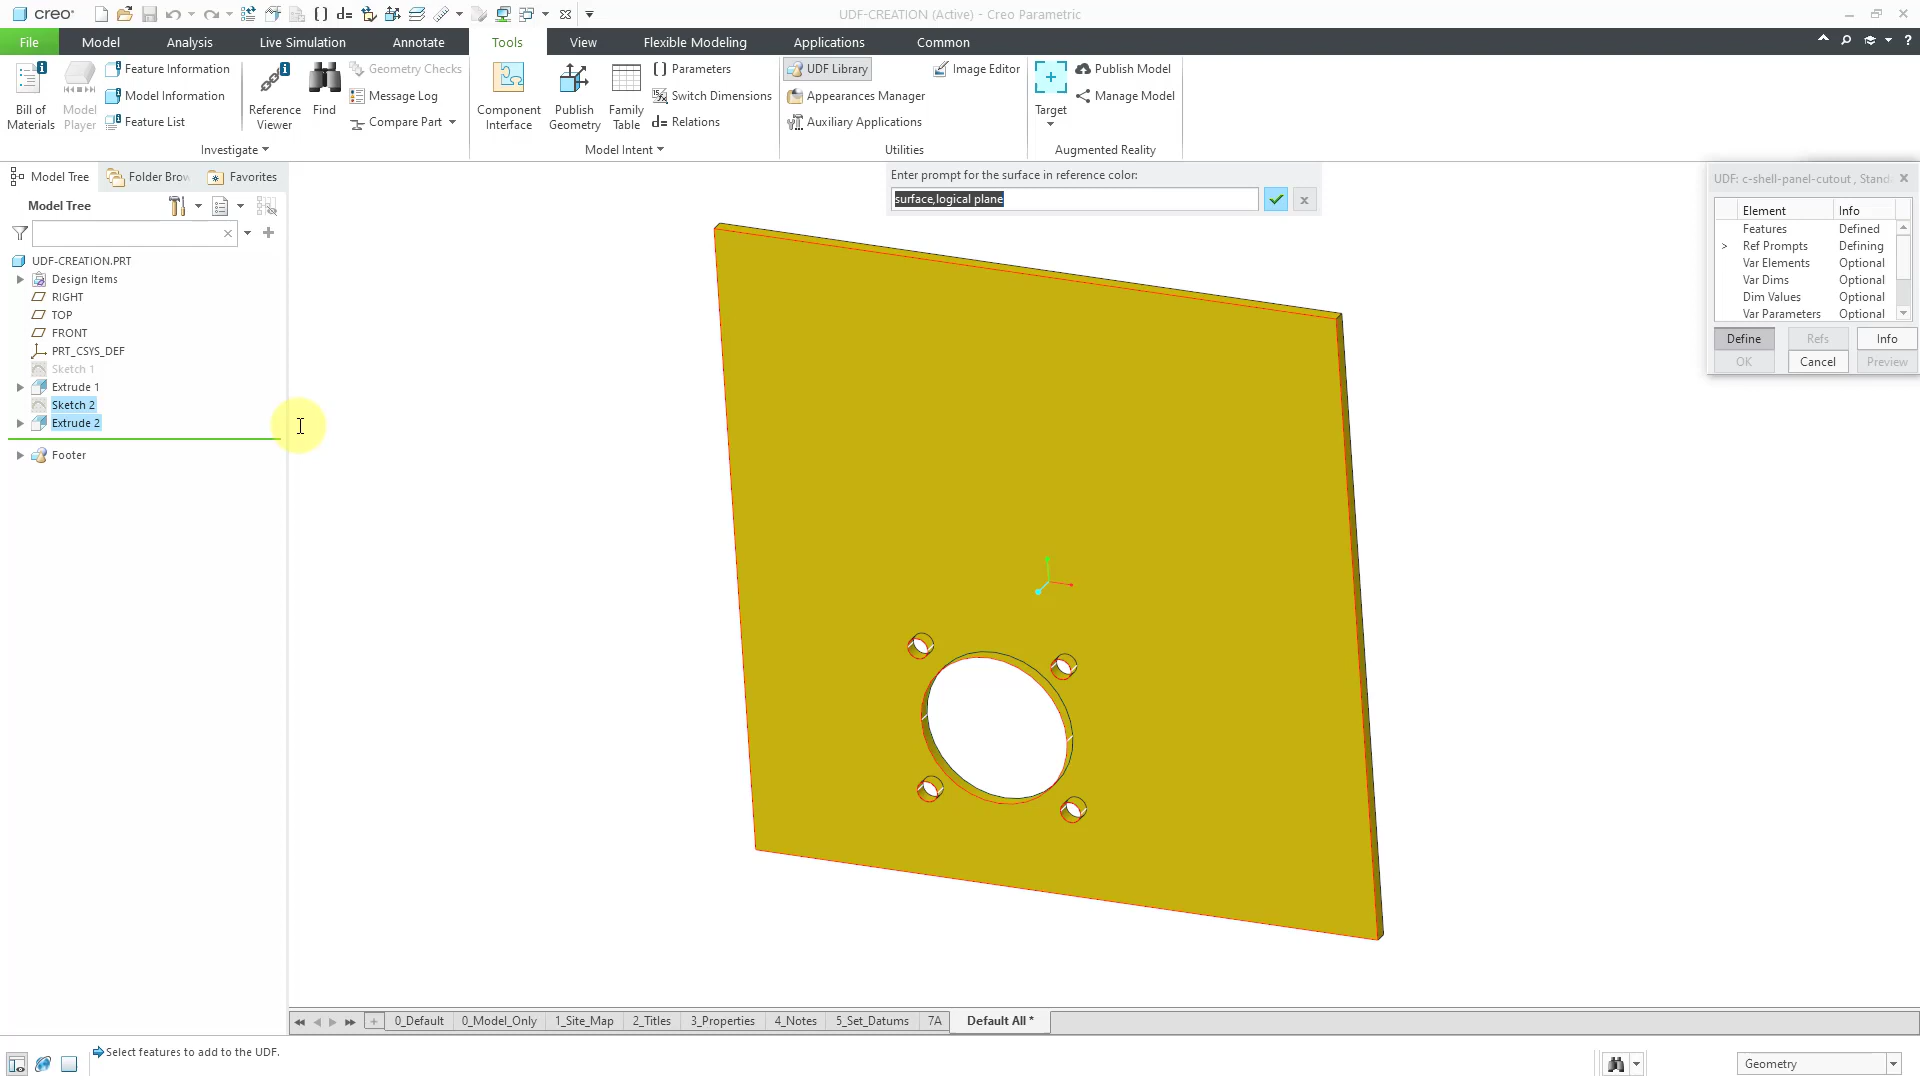 creo
UDF-CREATION (Active) - Creo Parametric
File
Model
Analysis
Live Simulation
Annotate
Tools
View
Flexible Modeling
Applications
Common
Bill of Materials
Model Player
Feature Information
Model Information
Feature List
Reference Viewer
Find
Geometry Checks
Message Log
Compare Part
Investigate
Component Interface
Publish Geometry
Family Table
Parameters
Switch Dimensions
d= Relations
Model Intent
UDF Library
Appearances Manager
Auxiliary Applications
Image Editor
Utilities
Target
Publish Model
Manage Model
Augmented Reality
Model Tree
Folder Brow
Favorites
Model Tree
UDF-CREATION.PRT
Design Items
RIGHT
TOP
FRONT
PRT_CSYS_DEF
Sketch 1
Extrude 1
Sketch 2
Extrude 2
Footer
Enter prompt for the surface in reference color:
surface,logical plane
UDF: c-shell-panel-cutout , Stand
Element Info
Features Defined
> Ref Prompts Defining
Var Elements Optional
Var Dims Optional
Dim Values Optional
Var Parameters Optional
Define Refs Info
OK Cancel Preview
0_Default
0_Model_Only
1_Site_Map
2_Titles
3_Properties
4_Notes
5_Set_Datums
7A
Default All *
Select features to add to the UDF.
Geometry